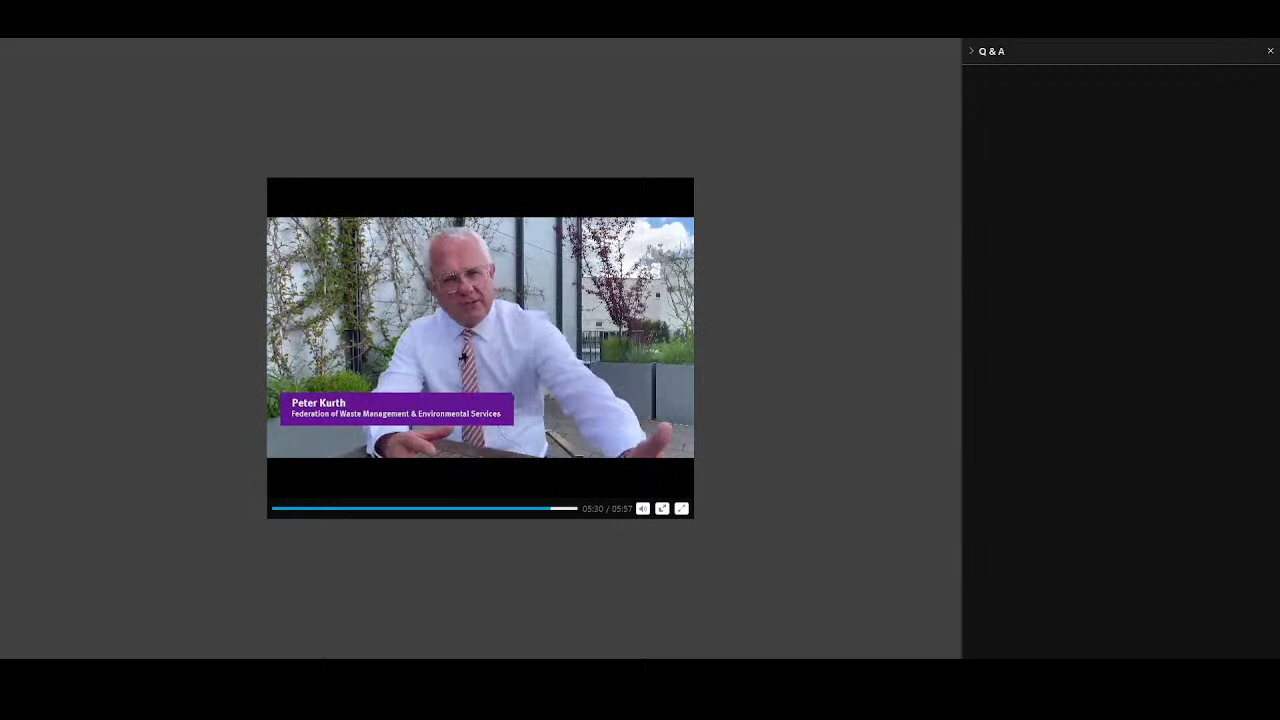 Q & A
Peter Kurth
Federation of Waste Management & Environmental Services
05:30 / 05:57